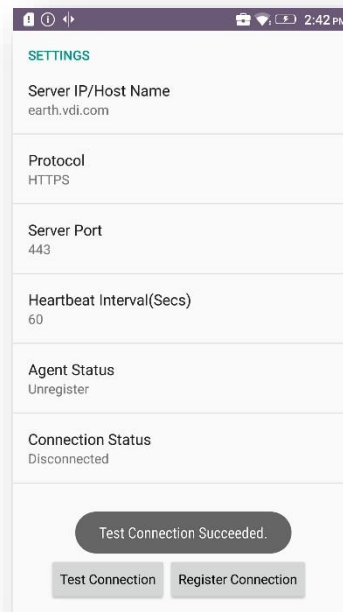 2:42 PM
SETTINGS
Server IP/Host Name
earth.vdi.com
Protocol
HTTPS
Server Port
443
Heartbeat Interval(Secs)
60
Agent Status
Unregister
Connection Status
Disconnected
Test Connection Succeeded.
Test Connection Register Connection